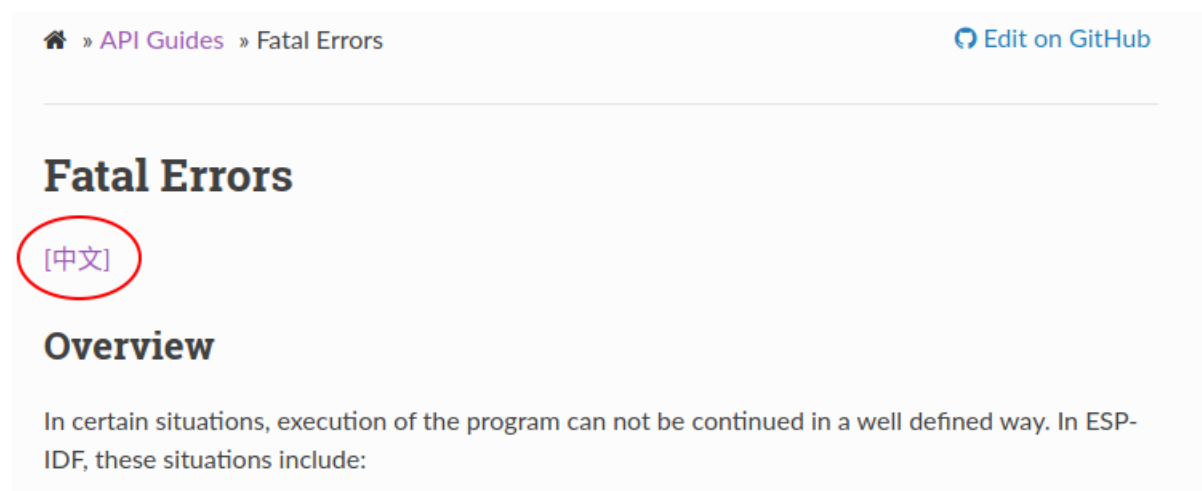 » API Guides » Fatal Errors
Edit on GitHub
Fatal Errors
[中文]
Overview
In certain situations, execution of the program can not be continued in a well defined way. In ESP-
IDF, these situations include: